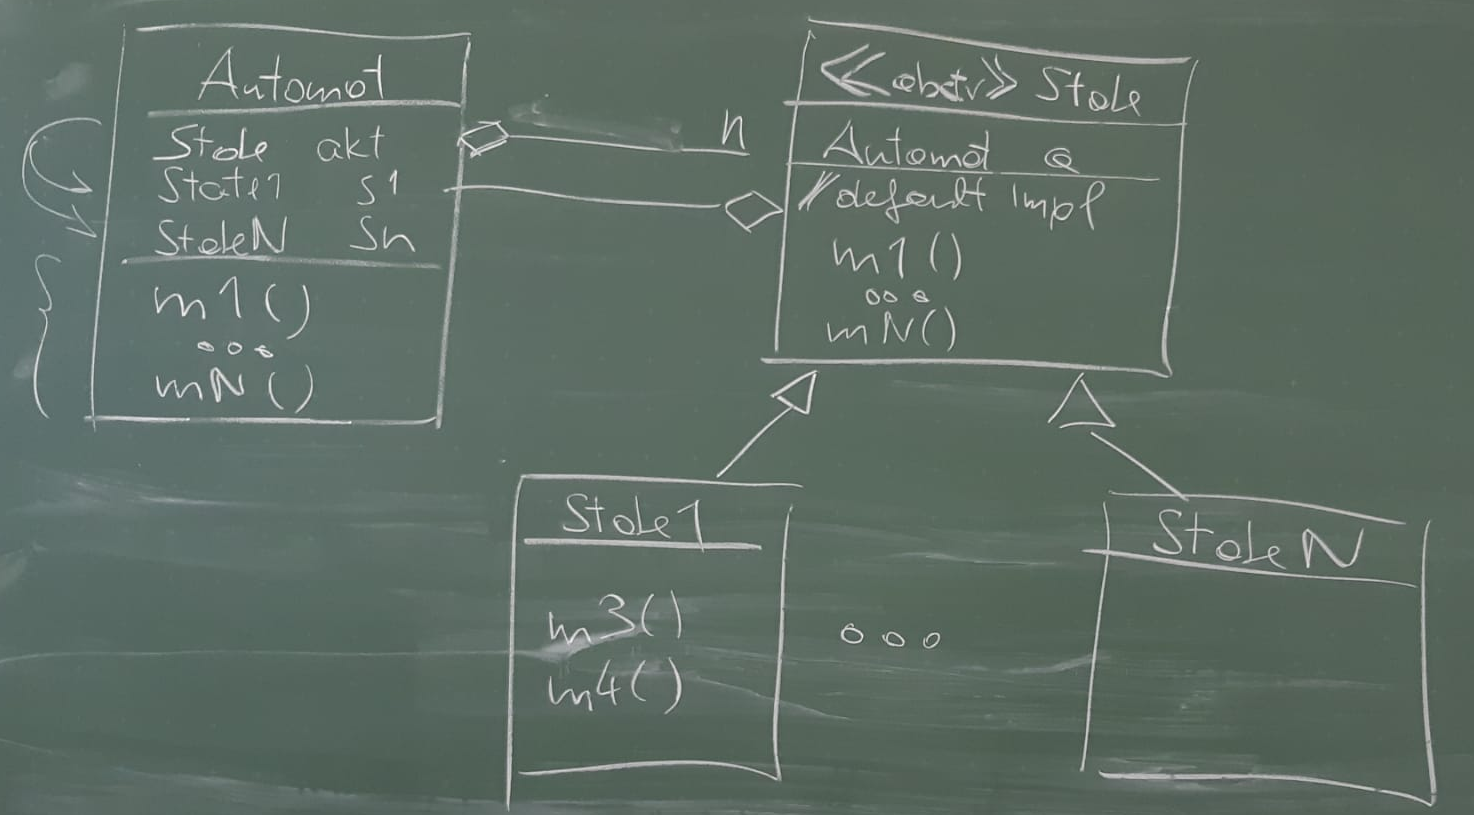 Automat
State akt
State1 S1
StateN Sn
m1()
...
mN()
n
<<abstr>> State
Automat a
// default Impl
m1()
...
mN()
State1
m3()
m4()
...
StateN